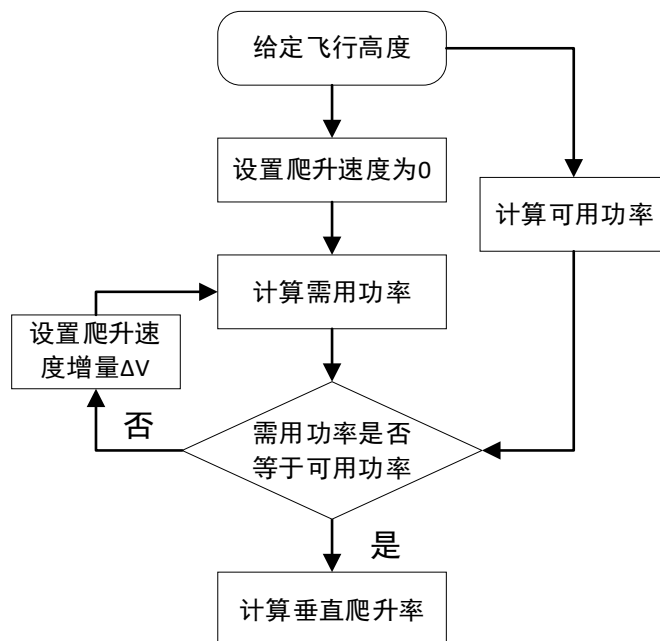 给定飞行高度
设置爬升速度为0
计算可用功率
计算需用功率
设置爬升速
度增量ΔV
否
需用功率是否
等于可用功率
是
计算垂直爬升率